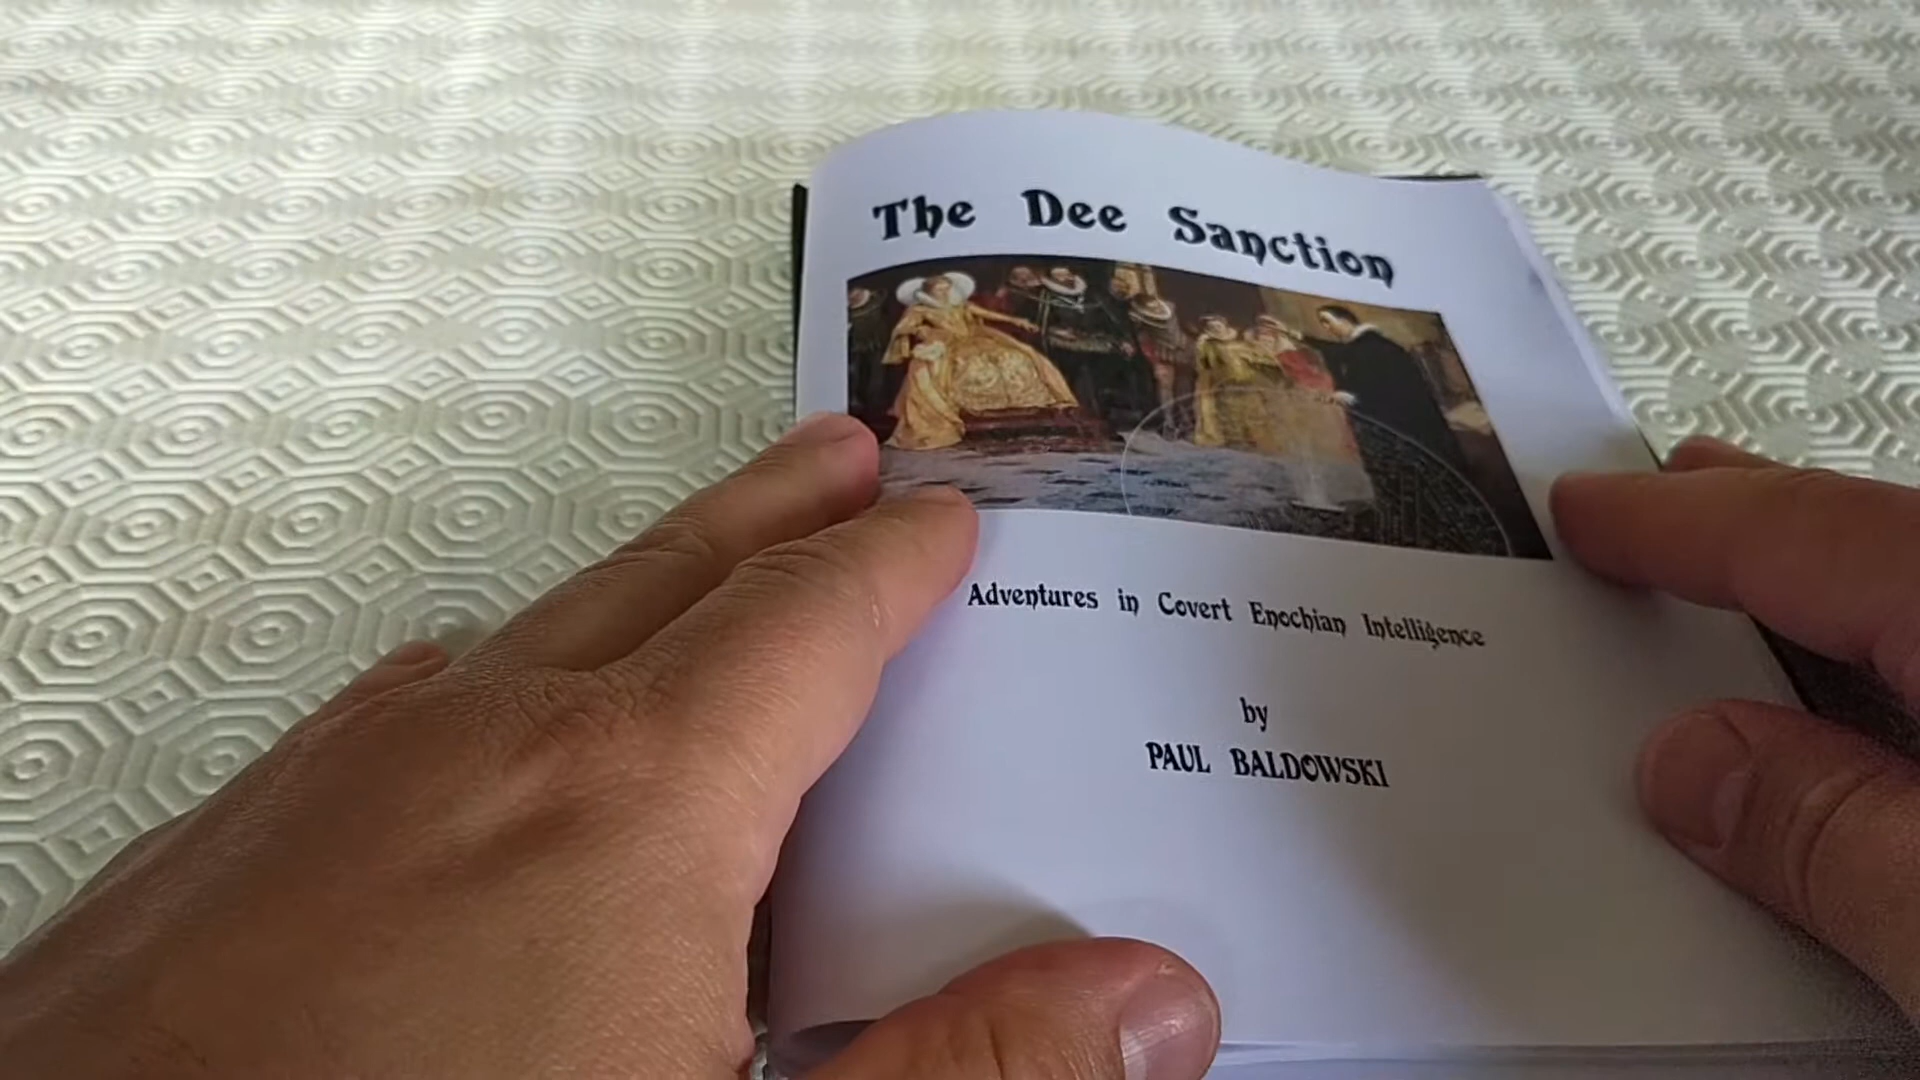 The Dee Sanction
Adventures in Covert Enochian Intelligence
by
PAUL BALDOWSKI